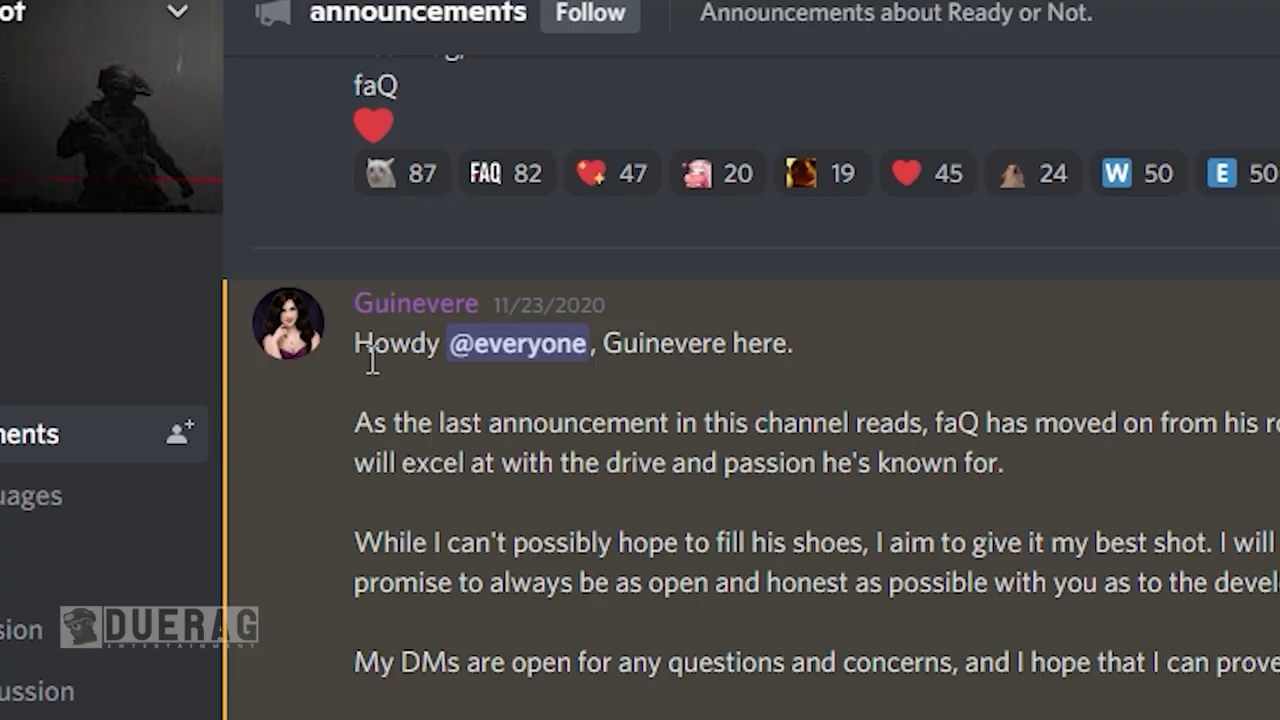 ot
announcements Follow Announcements about Ready or Not.
faQ
87 FAQ 82 47 20 19 45 24 W 50 E 50
Guinevere 11/23/2020
Howdy @everyone, Guinevere here.
As the last announcement in this channel reads, faQ has moved on from his ro
will excel at with the drive and passion he's known for.
ments
uages
While I can't possibly hope to fill his shoes, I aim to give it my best shot. I will
promise to always be as open and honest as possible with you as to the devel
sion
DUERAG
ENTERTAINMENT
My DMs are open for any questions and concerns, and I hope that I can prove
ussion